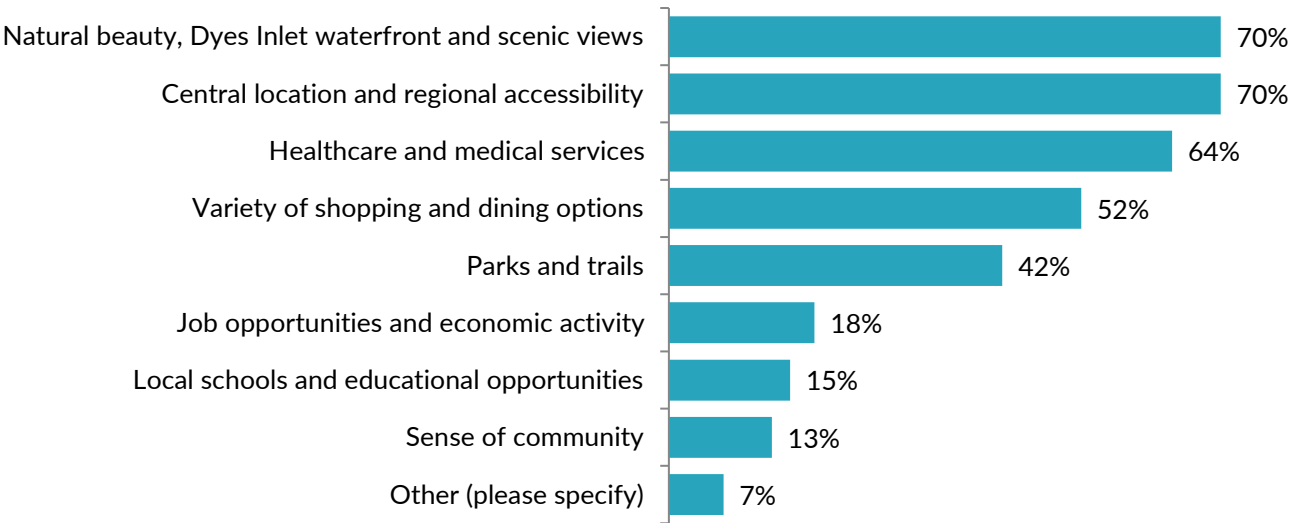 Natural beauty, Dyes Inlet waterfront and scenic views 70%
Central location and regional accessibility 70%
Healthcare and medical services 64%
Variety of shopping and dining options 52%
Parks and trails 42%
Job opportunities and economic activity 18%
Local schools and educational opportunities 15%
Sense of community 13%
Other (please specify) 7%